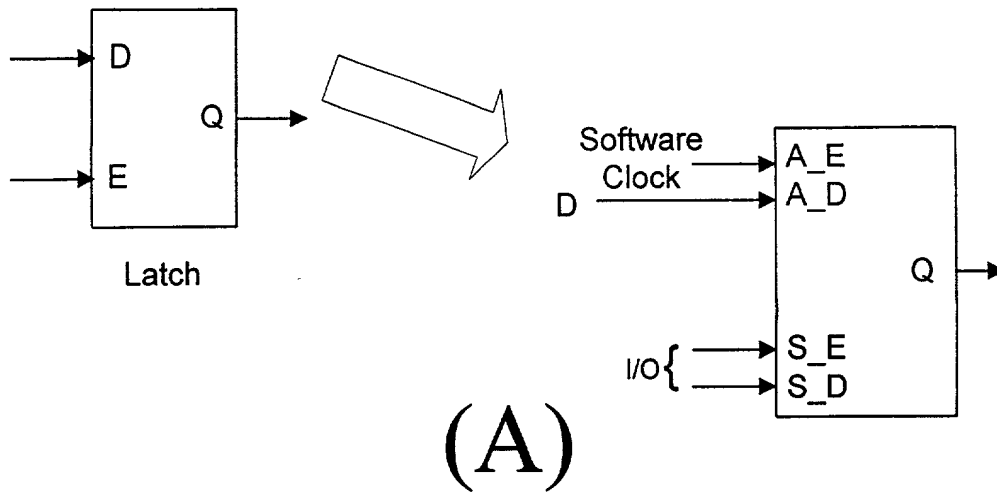 D
Q
E
Latch
Software
Clock
D
A_E
A_D
Q
I/O {
S_E
S_D
(A)